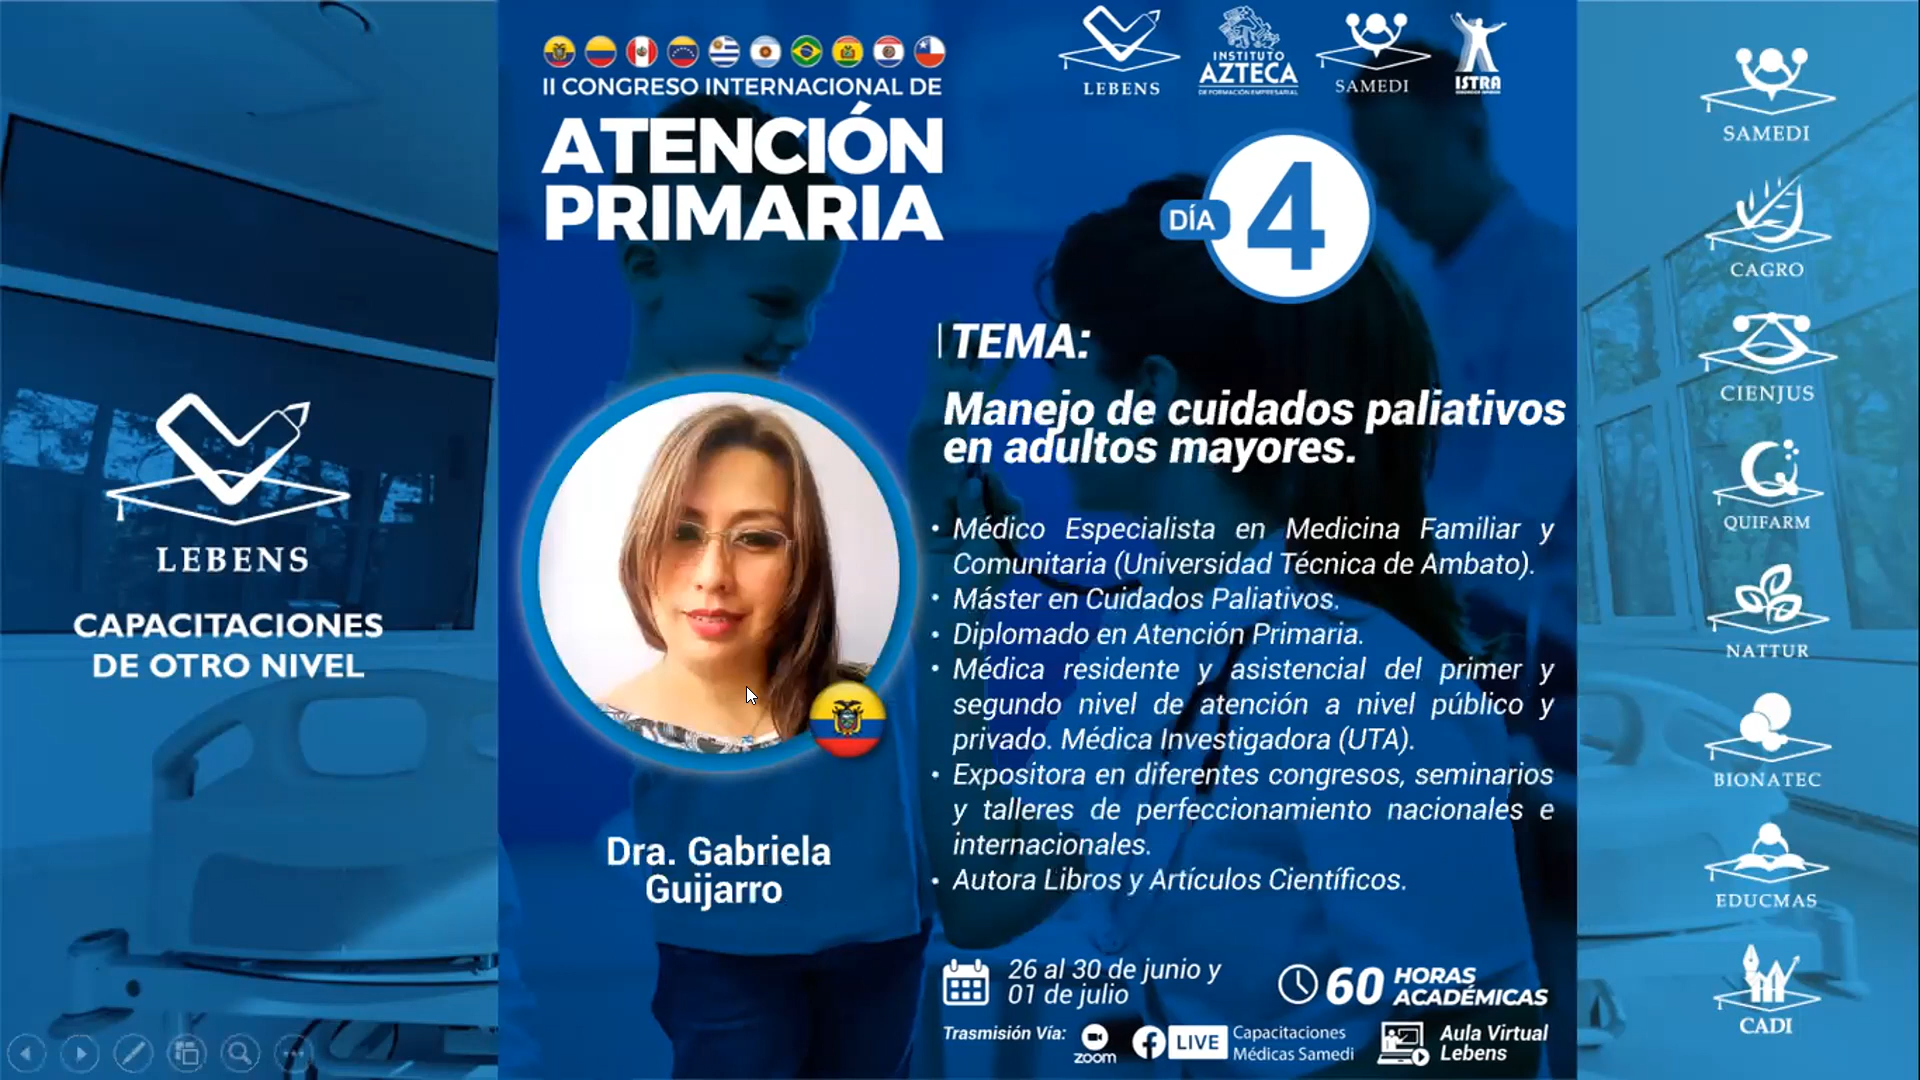 II CONGRESO INTERNACIONAL DE
ATENCIÓN
PRIMARIA
LEBENS
INSTITUTO
AZTECA
DE FORMACIÓN EMPRESARIAL
SAMEDI
ISTRA
DÍA
4
TEMA:
Manejo de cuidados paliativos
en adultos mayores.
• Médico Especialista en Medicina Familiar y
Comunitaria (Universidad Técnica de Ambato).
• Máster en Cuidados Paliativos.
• Diplomado en Atención Primaria.
• Médica residente y asistencial del primer y
segundo nivel de atención a nivel público y
privado. Médica Investigadora (UTA).
• Expositora en diferentes congresos, seminarios
y talleres de perfeccionamiento nacionales e
internacionales.
• Autora Libros y Artículos Científicos.
Dra. Gabriela
Guijarro
26 al 30 de junio y
01 de julio
60 HORAS
ACADÉMICAS
Trasmisión Vía:
zoom
LIVE
Capacitaciones
Médicas Samedi
Aula Virtual
Lebens
LEBENS
CAPACITACIONES
DE OTRO NIVEL
SAMEDI
CAGRO
CIENJUS
QUIFARM
NATTUR
BIONATEC
EDUCMAS
CADI